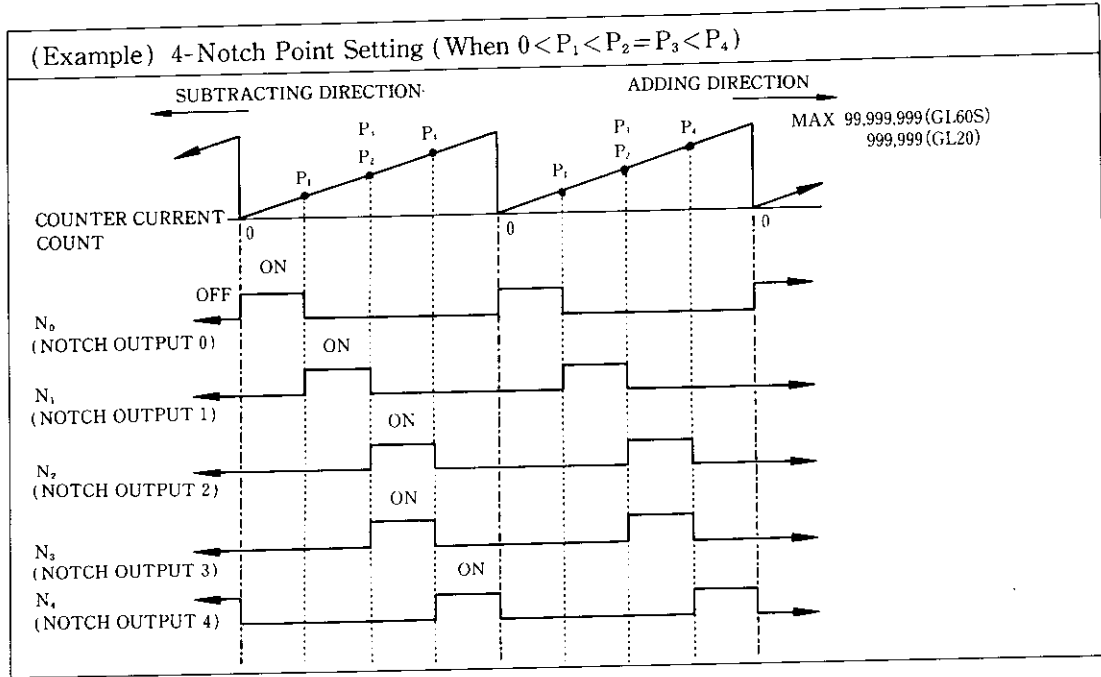 (Example) 4-Notch Point Setting (When 0<P₁<P₂=P₃<P₄)
SUBTRACTING DIRECTION
ADDING DIRECTION
MAX 99,999,999 (GL60S)
999,999 (GL20)
P₃ P₄
P₂
P₁
P₃ P₄
P₂
P₁
COUNTER CURRENT
COUNT
0 0 0
ON
OFF
N₀
(NOTCH OUTPUT 0)
ON
N₁
(NOTCH OUTPUT 1)
ON
N₂
(NOTCH OUTPUT 2)
ON
N₃
(NOTCH OUTPUT 3)
ON
N₄
(NOTCH OUTPUT 4)